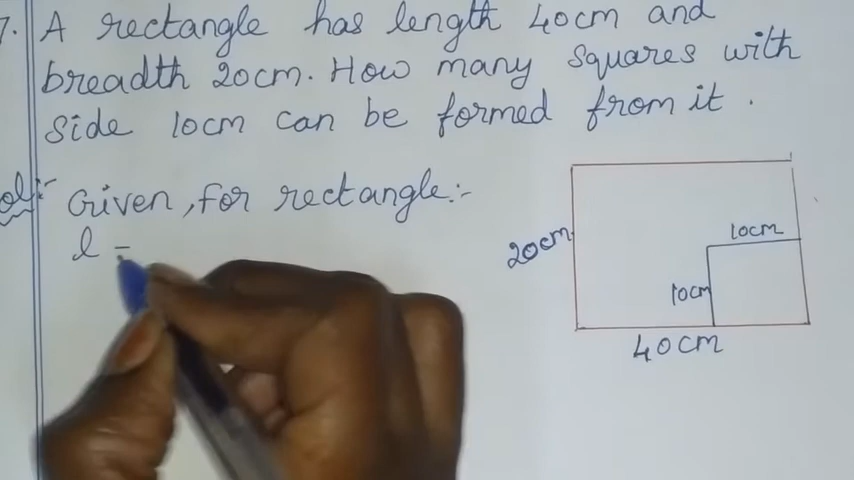 7. A rectangle has length 40cm and
breadth 20cm. How many squares with
side 10cm can be formed from it.
Sol:- Given, for rectangle:-
l =
20cm
10cm
10cm
40cm